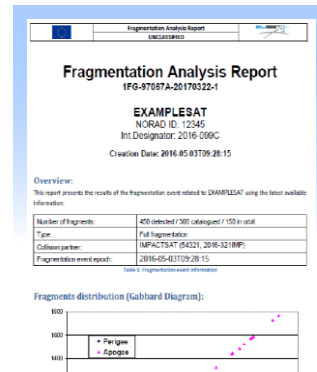 Fragmentation Analysis Report
UNCLASSIFIED
Fragmentation Analysis Report
1FG-97067A-20170322-1
EXAMPLESAT
NORAD ID: 12345
Int.Designator: 2016-099C
Creation Date: 2016-05-03T09:28:15
Overview:
This report presents the results of the fragmentation event related to EXAMPLESAT using the latest available
information:
Number of fragments: 450 detected / 300 catalogued / 150 in orbit
Type: Full fragmentation
Collision partner: IMPACTSAT (54321, 2016-321IMP)
Fragmentation event epoch: 2016-05-03T09:28:15
Table 1: Fragmentation event information
Fragments distribution (Gabbard Diagram):
1800
1600
Perigee
Apogee
1400